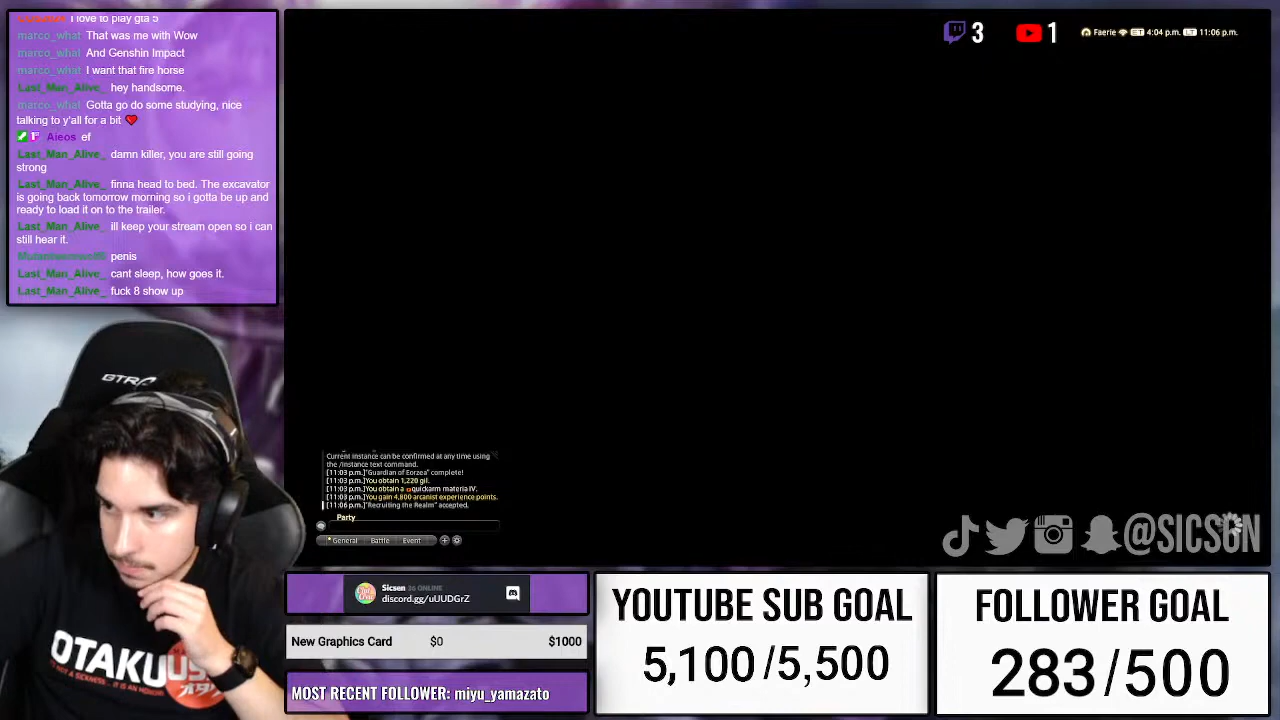 I love to play gta 5
marco_what That was me with Wow
marco_what And Genshin Impact
marco_what I want that fire horse
Last_Man_Alive_ hey handsome.
marco_what Gotta go do some studying, nice
talking to y'all for a bit
Aieos ef
Last_Man_Alive_ damn killer, you are still going
strong
Last_Man_Alive_ finna head to bed. The excavator
is going back tomorrow morning so i gotta be up and
ready to load it on to the trailer.
Last_Man_Alive_ ill keep your stream open so i can
still hear it.
penis
Last_Man_Alive_ cant sleep, how goes it.
Last_Man_Alive_ fuck 8 show up
3
1
Faerie ET 4:04 p.m. LT 11:06 p.m.
Current instance can be confirmed at any time using
the /instance text command.
[11:03 p.m.]"Guardian of Eorzea" complete!
[11:03 p.m.]You obtain 1,220 gil.
[11:03 p.m.]You obtain a quickarm materia IV.
[11:03 p.m.]You gain 4,800 arcanist experience points.
[11:06 p.m.]"Recruiting the Realm" accepted.
Party
General Battle Event
@SICSON
GTRA
OTAKU
US
Sicsen 36 ONLINE
discord.gg/uUUDGrZ
New Graphics Card $0 $1000
MOST RECENT FOLLOWER: miyu_yamazato
YOUTUBE SUB GOAL
5,100/5,500
FOLLOWER GOAL
283/500